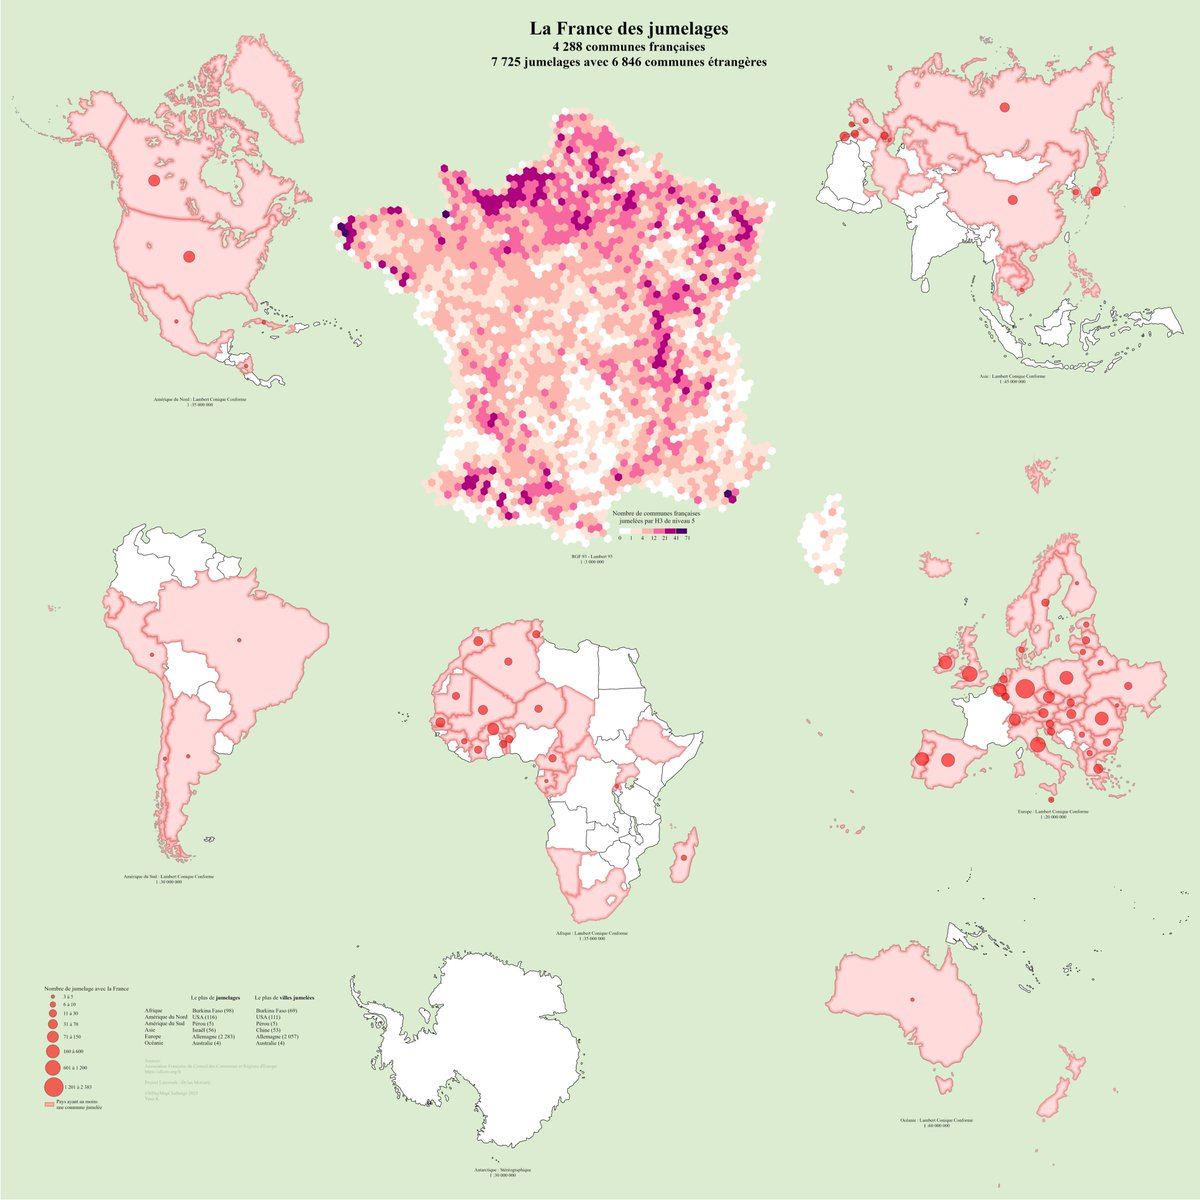 La France des jumelages
4 288 communes françaises
7 725 jumelages avec 6 846 communes étrangères
Amérique du Nord : Lambert Conique Conforme
1 :35 000 000
Asie : Lambert Conique Conforme
1 :45 000 000
Nombre de communes françaises
jumelées par H3 de niveau 5
0 1 4 12 21 41 71
RGF 93 - Lambert 93
1 :3 000 000
Europe : Lambert Conique Conforme
1 :20 000 000
Amérique du Sud : Lambert Conique Conforme
1 :30 000 000
Afrique : Lambert Conique Conforme
1 :35 000 000
Océanie : Lambert Conique Conforme
1 :40 000 000
Antarctique : Stéréographique
1 :30 000 000
Nombre de jumelage avec la France
3 à 5
6 à 10
11 à 30
31 à 70
71 à 150
160 à 600
601 à 1 200
1 201 à 2 383
Pays ayant au moins
une commune jumelée
Le plus de jumelages Le plus de villes jumelées
Afrique Burkina Faso (98) Burkina Faso (69)
Amérique du Nord USA (116) USA (111)
Amérique du Sud Pérou (5) Pérou (5)
Asie Israël (56) Chine (53)
Europe Allemagne (2 283) Allemagne (2 057)
Océanie Australie (4) Australie (4)
Sources:
Association Française du Conseil des Communes et Régions d'Europe
#30DayMapChallenge 2023